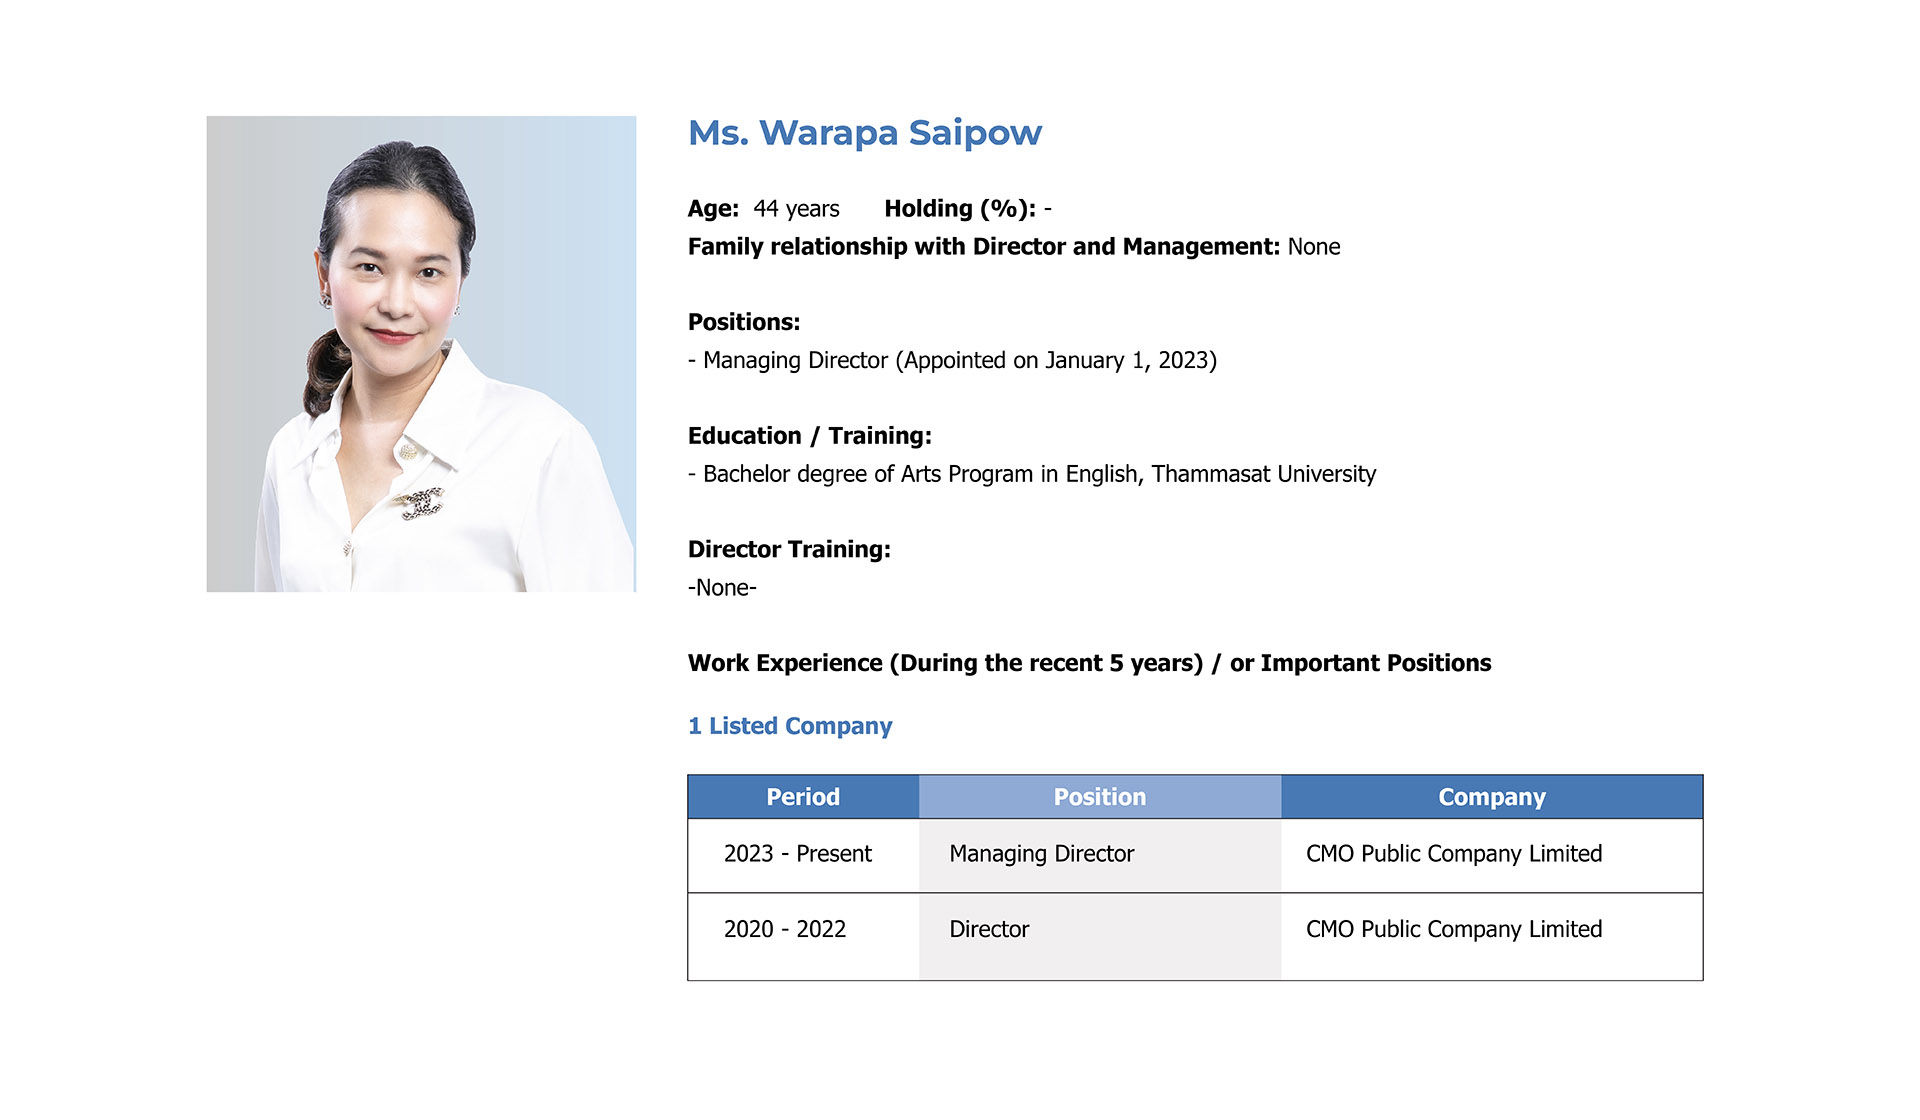 Ms. Warapa Saipow
Age: 44 years Holding (%): -
Family relationship with Director and Management: None
Positions:
- Managing Director (Appointed on January 1, 2023)
Education / Training:
- Bachelor degree of Arts Program in English, Thammasat University
Director Training:
-None-
Work Experience (During the recent 5 years) / or Important Positions
1 Listed Company
Period Position Company
2023 - Present Managing Director CMO Public Company Limited
2020 - 2022 Director CMO Public Company Limited